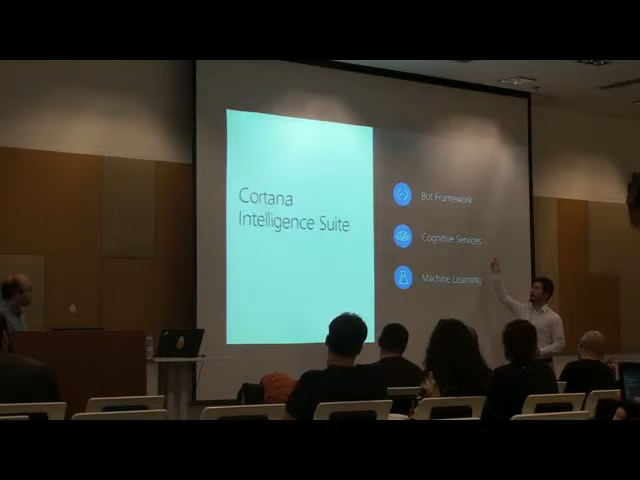 Cortana
Intelligence Suite
Bot Framework
Cognitive Services
Machine Learning